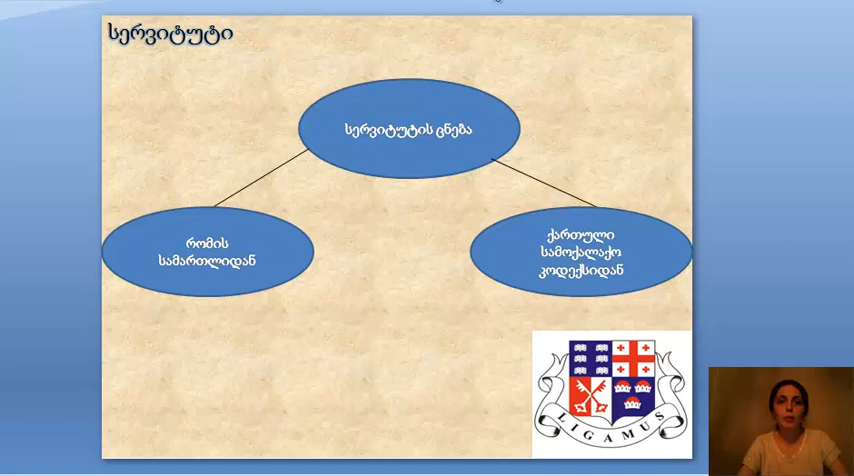 სერვიტუტი
სერვიტუტის ცნება
რომის
სამართლიდან
ქართული
სამოქალაქო
კოდექსიდან
LIGAMUS